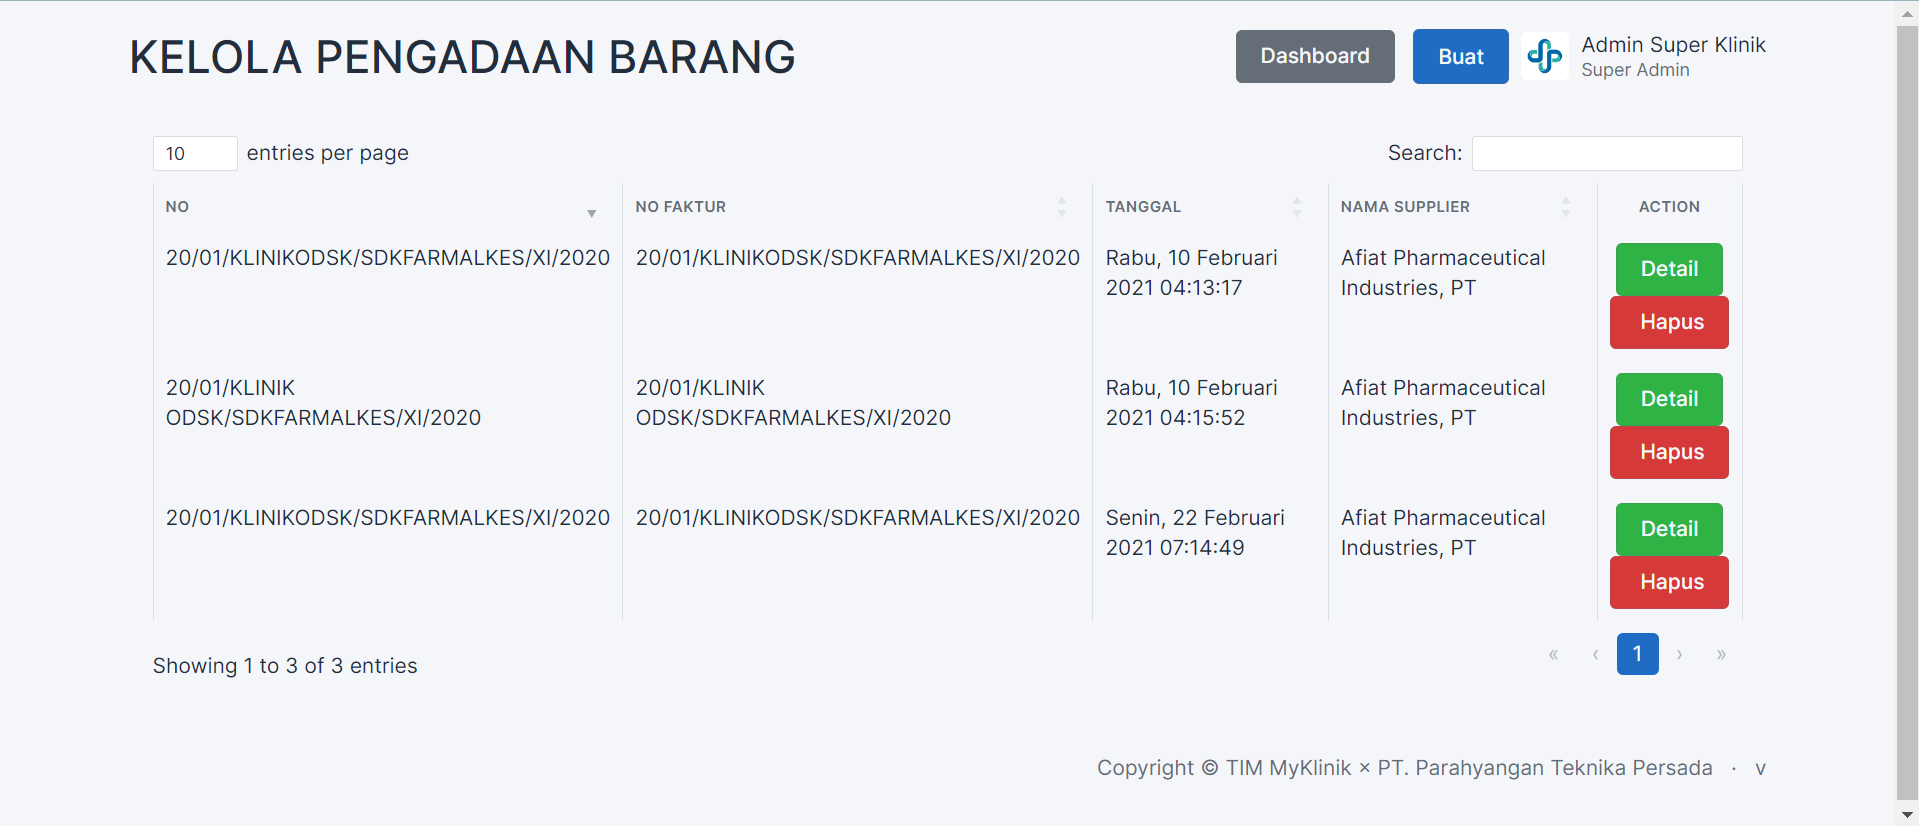 KELOLA PENGADAAN BARANG
Dashboard
Buat
Admin Super Klinik
Super Admin
10 entries per page
Search:
NO
NO FAKTUR
TANGGAL
NAMA SUPPLIER
ACTION
20/01/KLINIKODSK/SDKFARMALKES/XI/2020
20/01/KLINIKODSK/SDKFARMALKES/XI/2020
Rabu, 10 Februari
2021 04:13:17
Afiat Pharmaceutical
Industries, PT
Detail
Hapus
20/01/KLINIK
ODSK/SDKFARMALKES/XI/2020
20/01/KLINIK
ODSK/SDKFARMALKES/XI/2020
Rabu, 10 Februari
2021 04:15:52
Afiat Pharmaceutical
Industries, PT
Detail
Hapus
20/01/KLINIKODSK/SDKFARMALKES/XI/2020
20/01/KLINIKODSK/SDKFARMALKES/XI/2020
Senin, 22 Februari
2021 07:14:49
Afiat Pharmaceutical
Industries, PT
Detail
Hapus
Showing 1 to 3 of 3 entries
« ‹ 1 › »
Copyright © TIM MyKlinik × PT. Parahyangan Teknika Persada · v